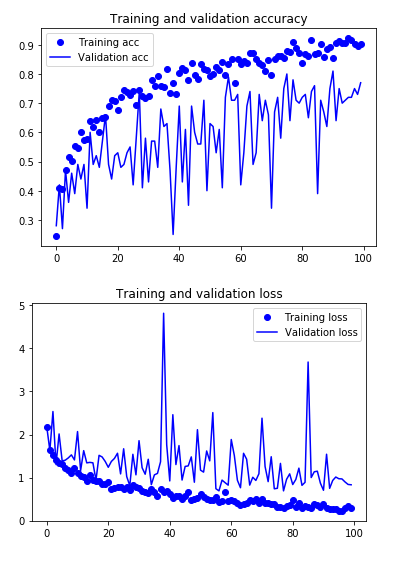 Training and validation accuracy
Training acc
Validation acc
0.9
0.8
0.7
0.6
0.5
0.4
0.3
0 20 40 60 80 100
Training and validation loss
Training loss
Validation loss
5
4
3
2
1
0
0 20 40 60 80 100